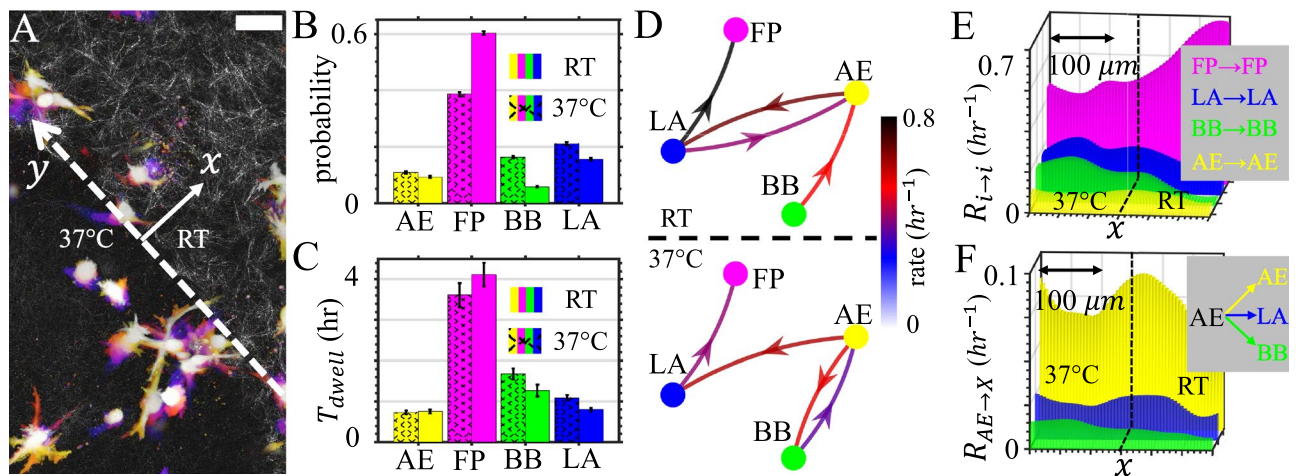 A
y
x
37°C
RT
B
probability
0.6
0
RT
37°C
AE FP BB LA
C
T_dwell (hr)
4
0
RT
37°C
AE FP BB LA
D
FP
AE
LA
BB
RT
37°C
FP
AE
LA
BB
0.8
rate (hr⁻¹)
0
E
R_i→i (hr⁻¹)
0.7
0
100 μm
FP→FP
LA→LA
BB→BB
AE→AE
37°C
RT
x
F
R_AE→X (hr⁻¹)
0.1
0
100 μm
AE
AE
LA
BB
37°C
RT
x